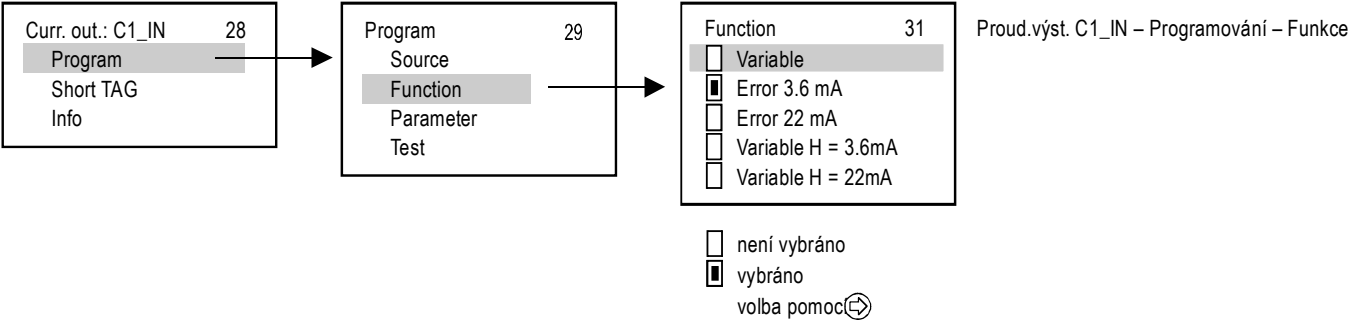 Curr. out.: C1_IN 28
Program
Short TAG
Info
Program 29
Source
Function
Parameter
Test
Function 31
Variable
Error 3.6 mA
Error 22 mA
Variable H = 3.6mA
Variable H = 22mA
Proud.výst. C1_IN – Programování – Funkce
není vybráno
vybráno
volba pomocí